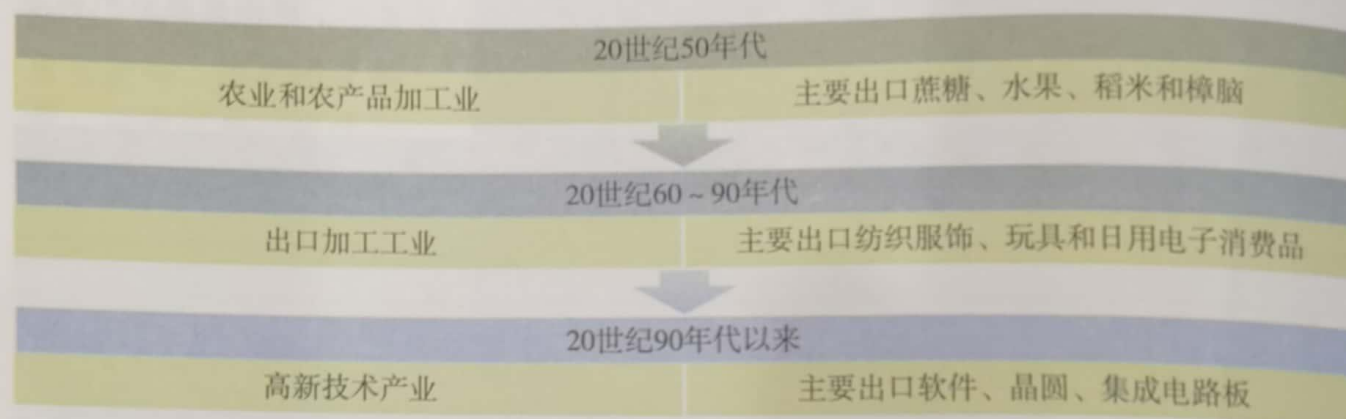 20世纪50年代
农业和农产品加工业 主要出口蔗糖、水果、稻米和樟脑
20世纪60~90年代
出口加工工业 主要出口纺织服饰、玩具和日用电子消费品
20世纪90年代以来
高新技术产业 主要出口软件、晶圆、集成电路板